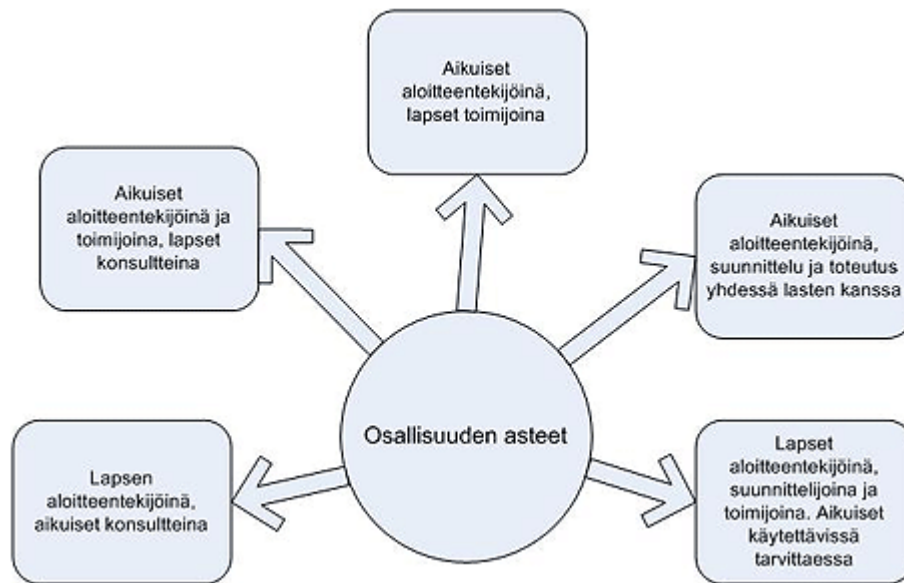 Aikuiset
aloitteentekijöinä,
lapset toimijoina
Aikuiset
aloitteentekijöinä ja
toimijoina, lapset
konsultteina
Aikuiset
aloitteentekijöinä,
suunnittelu ja toteutus
yhdessä lasten kanssa
Osallisuuden asteet
Lapsen
aloitteentekijöinä,
aikuiset konsultteina
Lapset
aloitteentekijöinä,
suunnittelijoina ja
toimijoina. Aikuiset
käytettävissä
tarvittaessa